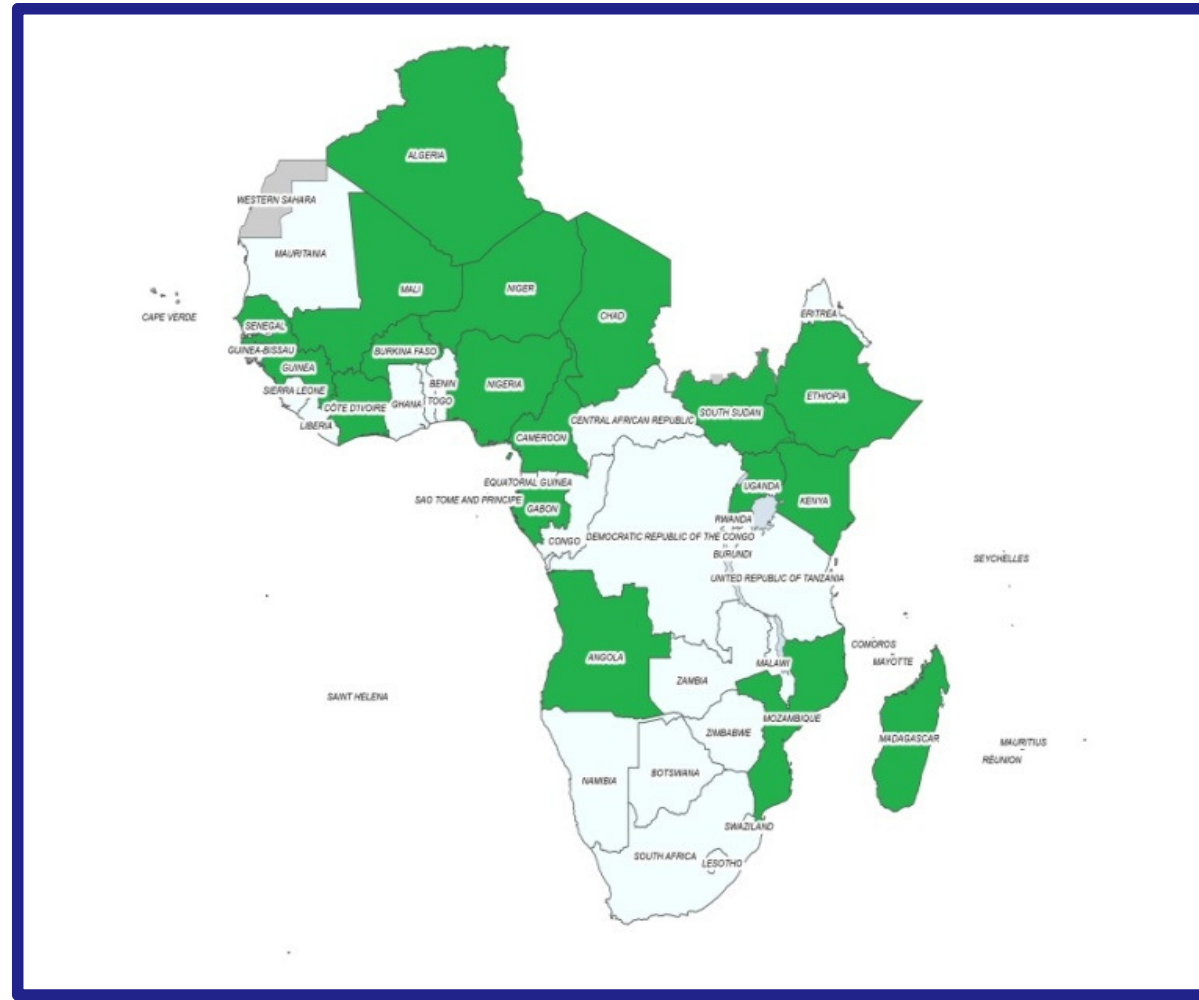 ALGERIA
WESTERN SAHARA
MAURITANIA
MALI
NIGER
CHAD
CAPE VERDE
ERITREA
SENEGAL
GUINEA-BISSAU
BURKINA FASO
GUINEA
NIGERIA
BENIN
SIERRA LEONE
CÔTE D'IVOIRE
GHANA
TOGO
ETHIOPIA
SOUTH SUDAN
LIBERIA
CENTRAL AFRICAN REPUBLIC
CAMEROON
EQUATORIAL GUINEA
UGANDA
SAO TOME AND PRINCIPE
KENYA
GABON
RWANDA
CONGO
DEMOCRATIC REPUBLIC OF THE CONGO
BURUNDI
SEYCHELLES
UNITED REPUBLIC OF TANZANIA
COMOROS
ANGOLA
MALAWI
MAYOTTE
ZAMBIA
SAINT HELENA
MOZAMBIQUE
ZIMBABWE
MADAGASCAR
MAURITIUS
RÉUNION
BOTSWANA
NAMIBIA
SWAZILAND
SOUTH AFRICA
LESOTHO